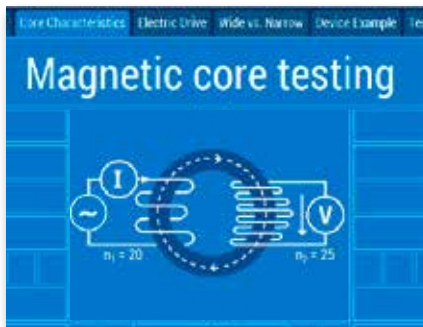 Core Characteristics Electric Drive Wide vs. Narrow Device Example
Magnetic core testing
I
~
V
n₁ = 20
n₂ = 25